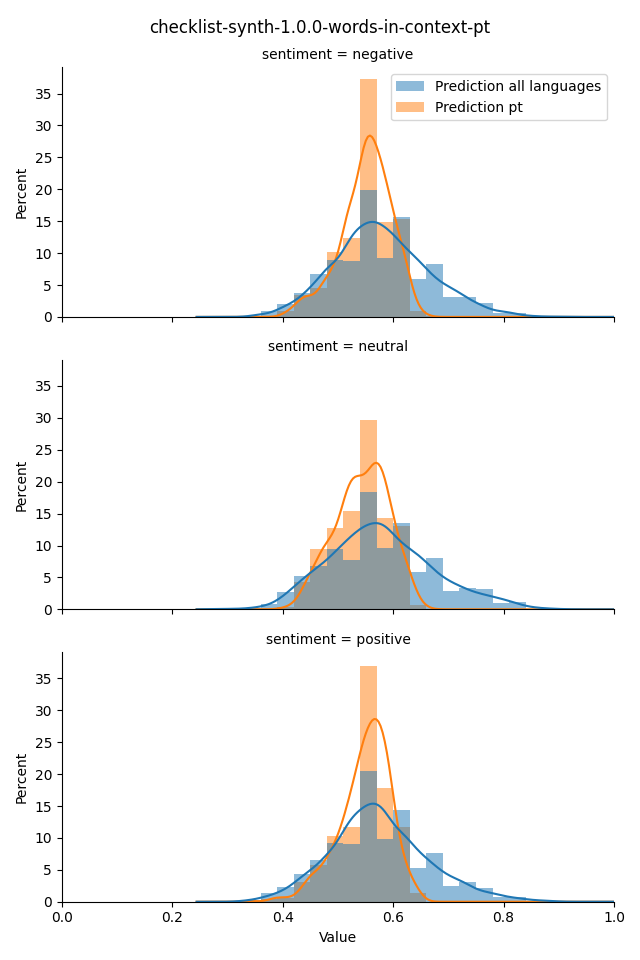 checklist-synth-1.0.0-words-in-context-pt
sentiment = negative
Prediction all languages
Prediction pt
35
30
25
20
15
10
5
0
Percent
sentiment = neutral
35
30
25
20
15
10
5
0
Percent
sentiment = positive
35
30
25
20
15
10
5
0
Percent
0.0 0.2 0.4 0.6 0.8 1.0
Value